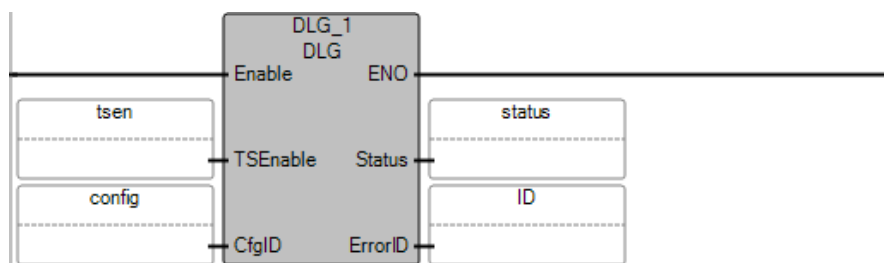 DLG_1
DLG
Enable ENO
tsen status
TSEnable Status
config ID
CfgID ErrorID